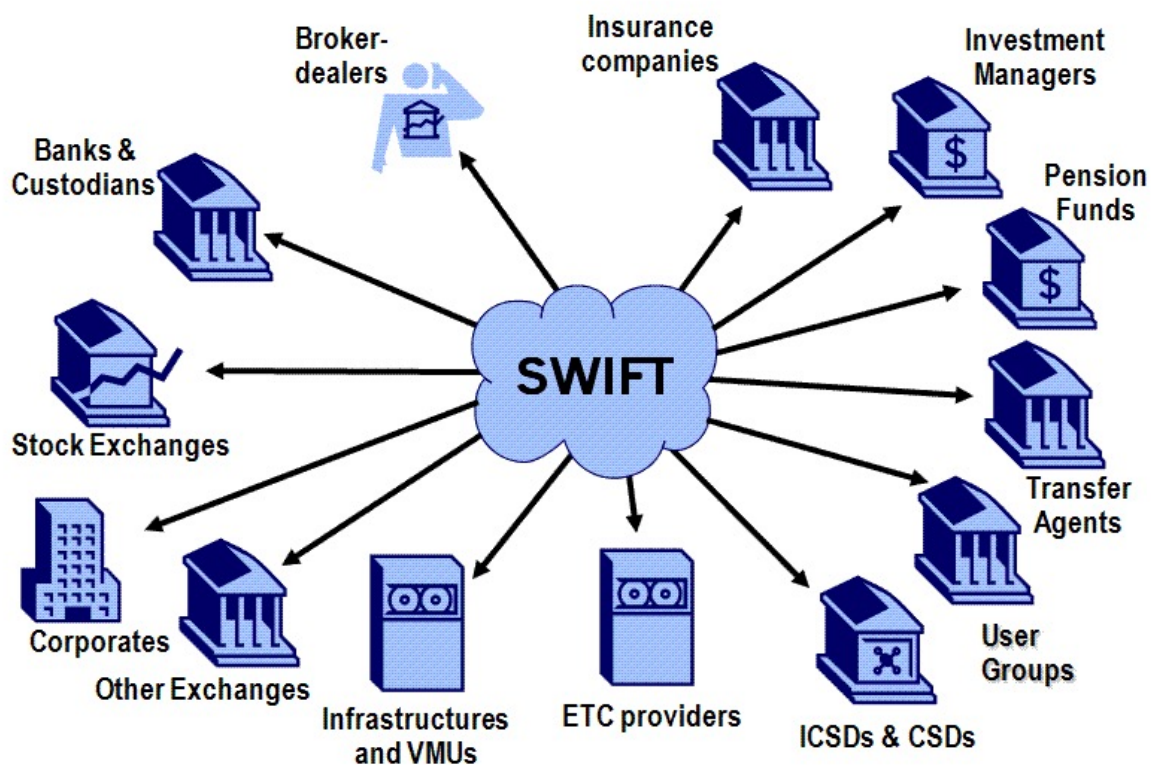 Broker-
dealers
Insurance
companies
Investment
Managers
Banks &
Custodians
Pension
Funds
SWIFT
Stock Exchanges
Transfer
Agents
Corporates
Other Exchanges
User
Groups
Infrastructures
and VMUs
ETC providers
ICSDs & CSDs
$
$